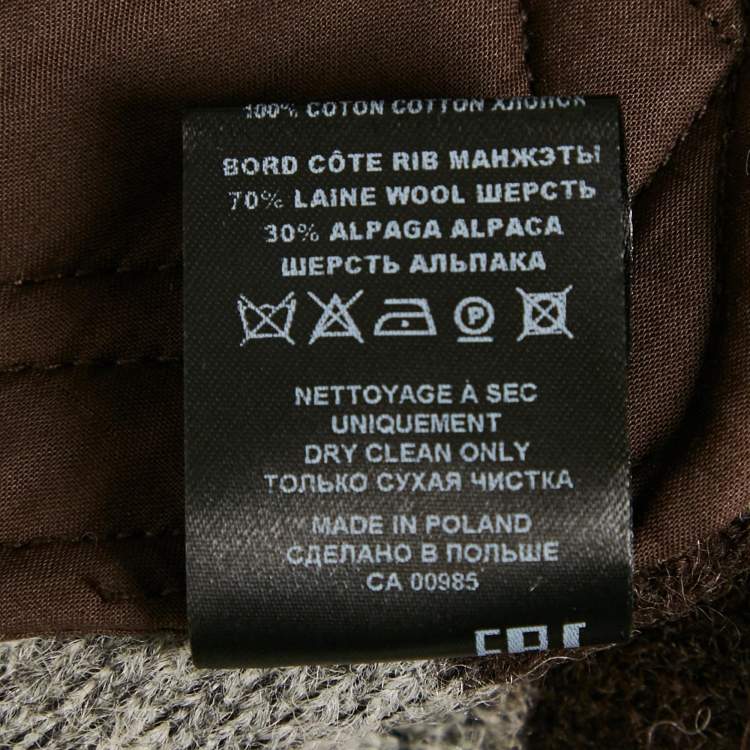 100% COTON COTTON ХЛОПОК
BORD CÔTE RIB МАНЖЭТЫ
70% LAINE WOOL ШЕРСТЬ
30% ALPAGA ALPACA
ШЕРСТЬ АЛЬПАКА
P
NETTOYAGE À SEC
UNIQUEMENT
DRY CLEAN ONLY
ТОЛЬКО СУХАЯ ЧИСТКА
MADE IN POLAND
СДЕЛАНО В ПОЛЬШЕ
CA 00985
EAC